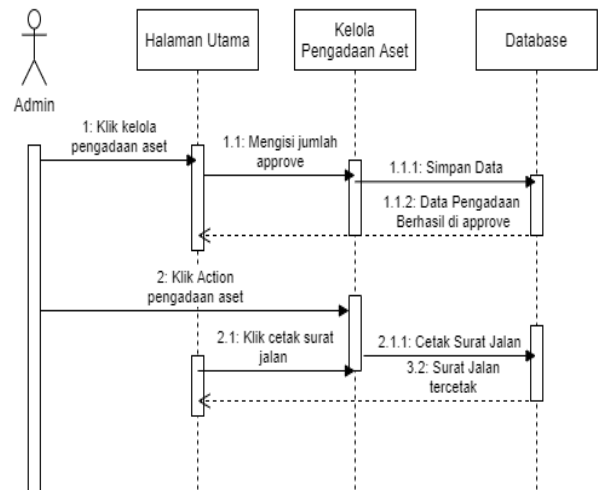 Halaman Utama
Kelola
Pengadaan Aset
Database
Admin
1: Klik kelola
pengadaan aset
1.1: Mengisi jumlah
approve
1.1.1: Simpan Data
1.1.2: Data Pengadaan
Berhasil di approve
2: Klik Action
pengadaan aset
2.1: Klik cetak surat
jalan
2.1.1: Cetak Surat Jalan
3.2: Surat Jalan
tercetak